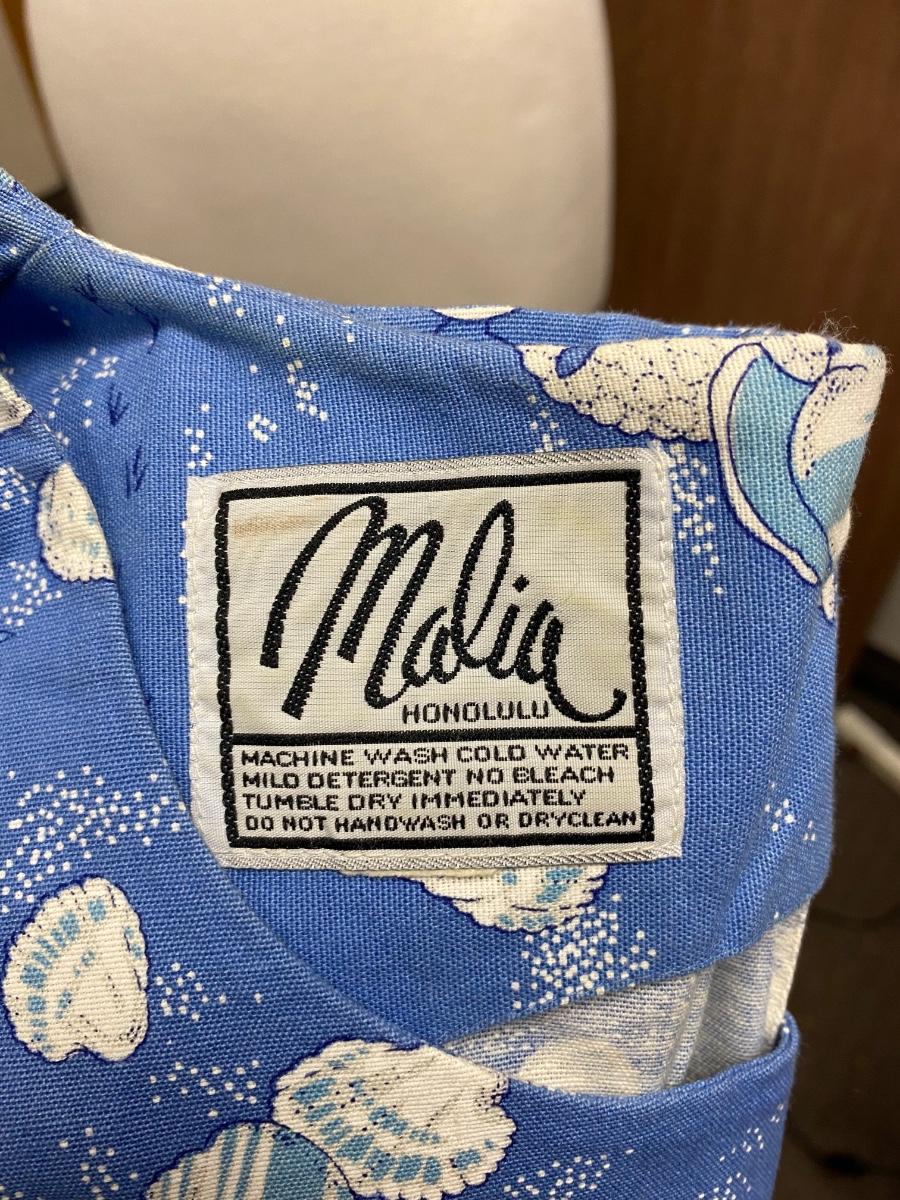 Malia
HONOLULU
MACHINE WASH COLD WATER
MILD DETERGENT NO BLEACH
TUMBLE DRY IMMEDIATELY
DO NOT HANDWASH OR DRYCLEAN